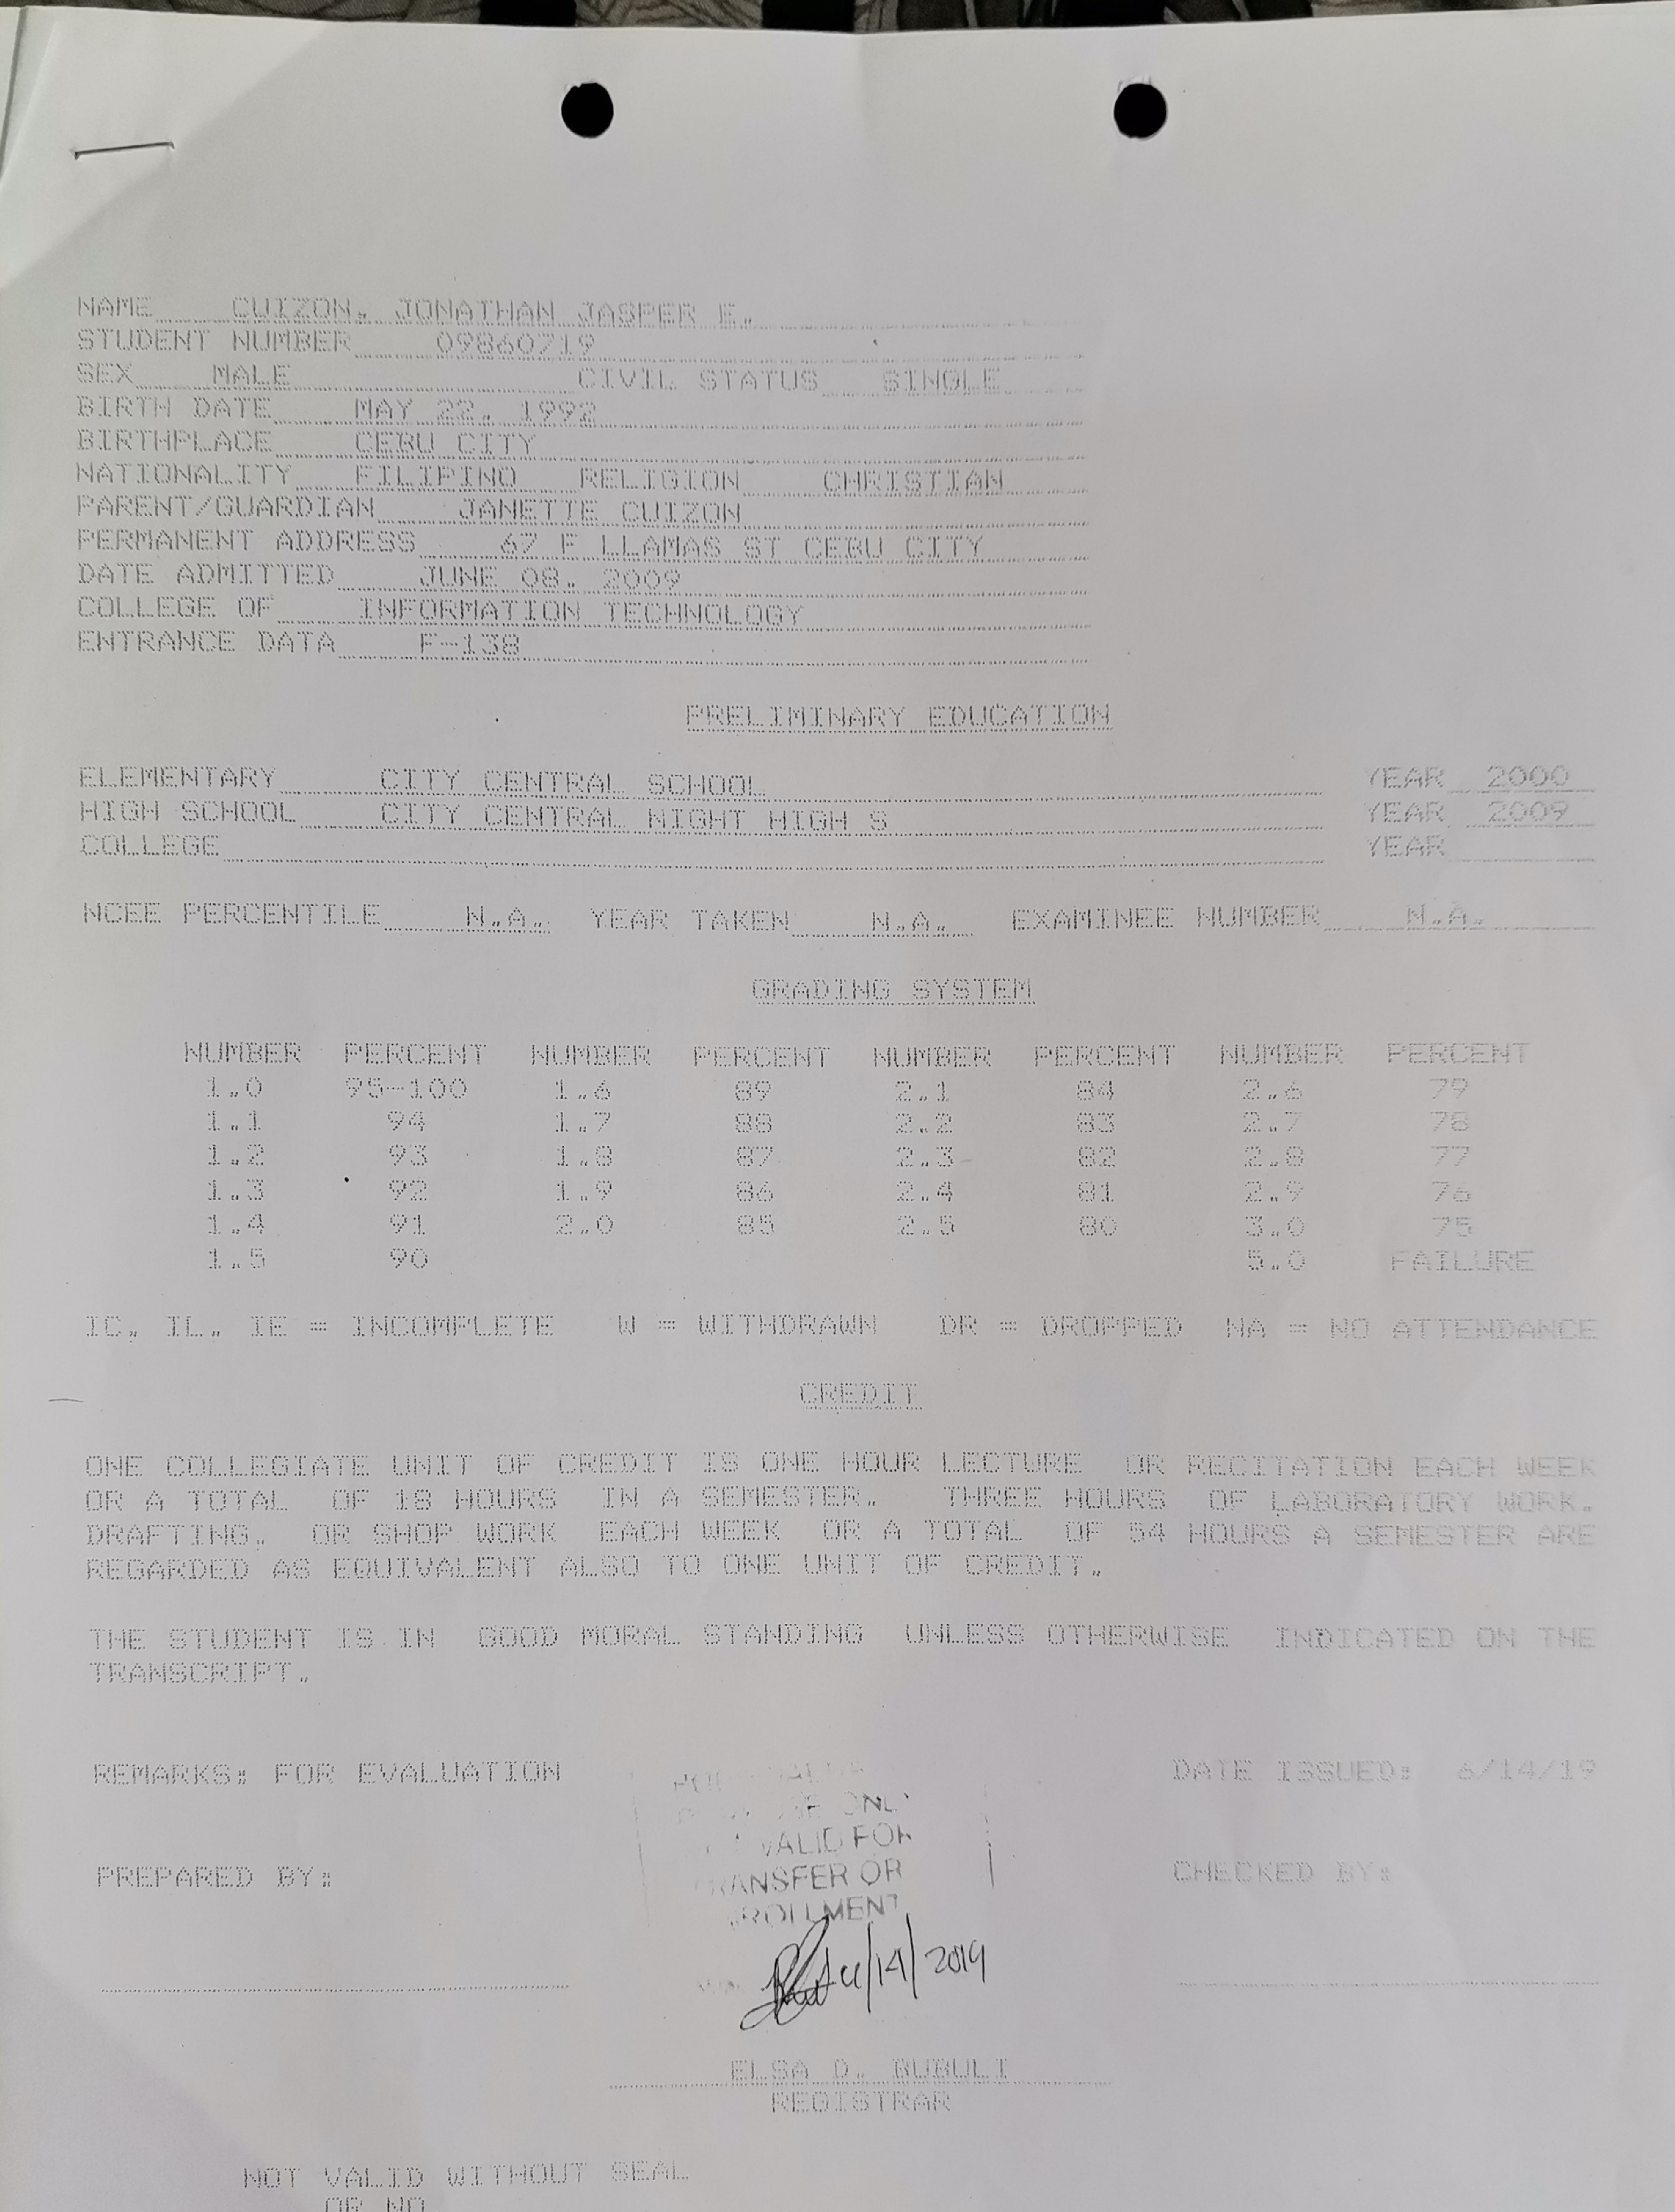 NAME CUIZON, JONATHAN JASPER E.
STUDENT NUMBER 09860719
SEX MALE CIVIL STATUS SINGLE
BIRTH DATE MAY 22, 1992
BIRTHPLACE CEBU CITY
NATIONALITY FILIPINO RELIGION CHRISTIAN
PARENT/GUARDIAN JANETTE CUIZON
PERMANENT ADDRESS 67 F LLAMAS ST CEBU CITY
DATE ADMITTED JUNE 08, 2009
COLLEGE OF INFORMATION TECHNOLOGY
ENTRANCE DATA F-138
PRELIMINARY EDUCATION
ELEMENTARY CITY CENTRAL SCHOOL YEAR 2000
HIGH SCHOOL CITY CENTRAL NIGHT HIGH S YEAR 2009
COLLEGE YEAR
NCEE PERCENTILE N.A. YEAR TAKEN N.A. EXAMINEE NUMBER N.A.
GRADING SYSTEM
NUMBER PERCENT NUMBER PERCENT NUMBER PERCENT NUMBER PERCENT
1.0 95-100 1.6 89 2.1 84 2.6 79
1.1 94 1.7 88 2.2 83 2.7 78
1.2 93 1.8 87 2.3 82 2.8 77
1.3 92 1.9 86 2.4 81 2.9 76
1.4 91 2.0 85 2.5 80 3.0 75
1.5 90 5.0 FAILURE
IC, IL, IE = INCOMPLETE W = WITHDRAWN DR = DROPPED NA = NO ATTENDANCE
CREDIT
ONE COLLEGIATE UNIT OF CREDIT IS ONE HOUR LECTURE OR RECITATION EACH WEEK
OR A TOTAL OF 18 HOURS IN A SEMESTER. THREE HOURS OF LABORATORY WORK,
DRAFTING, OR SHOP WORK EACH WEEK OR A TOTAL OF 54 HOURS A SEMESTER ARE
REGARDED AS EQUIVALENT ALSO TO ONE UNIT OF CREDIT.
THE STUDENT IS IN GOOD MORAL STANDING UNLESS OTHERWISE INDICATED ON THE
TRANSCRIPT.
REMARKS: FOR EVALUATION DATE ISSUED: 6/14/19
VALID FOR
TRANSFER OR
ENROLLMENT
PREPARED BY: CHECKED BY:
6/14/2019
ELSA D. BUBULI
REGISTRAR
NOT VALID WITHOUT SEAL
OR NO